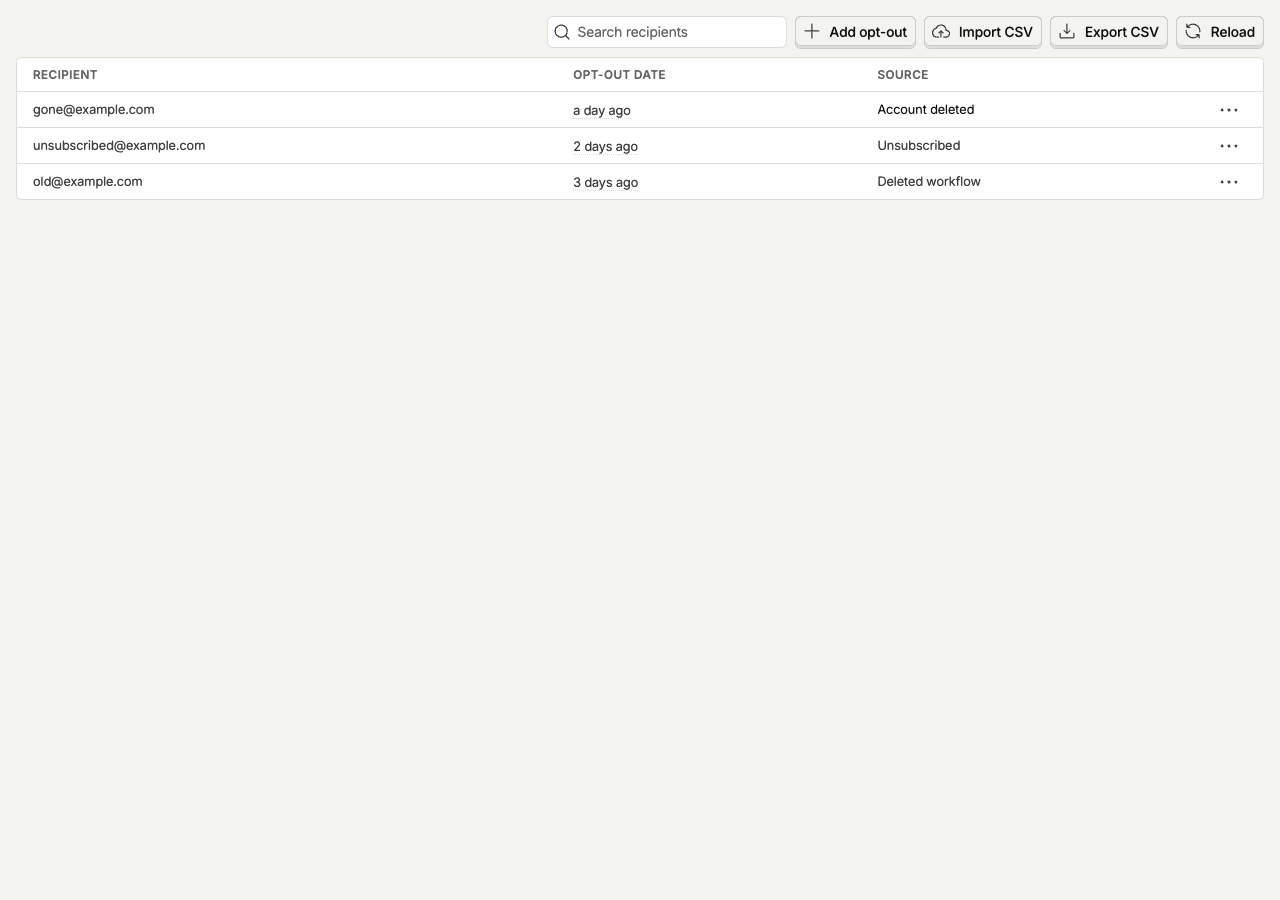 Search recipients
Add opt-out
Import CSV
Export CSV
Reload
RECIPIENT OPT-OUT DATE SOURCE
gone@example.com a day ago Account deleted
unsubscribed@example.com 2 days ago Unsubscribed
old@example.com 3 days ago Deleted workflow